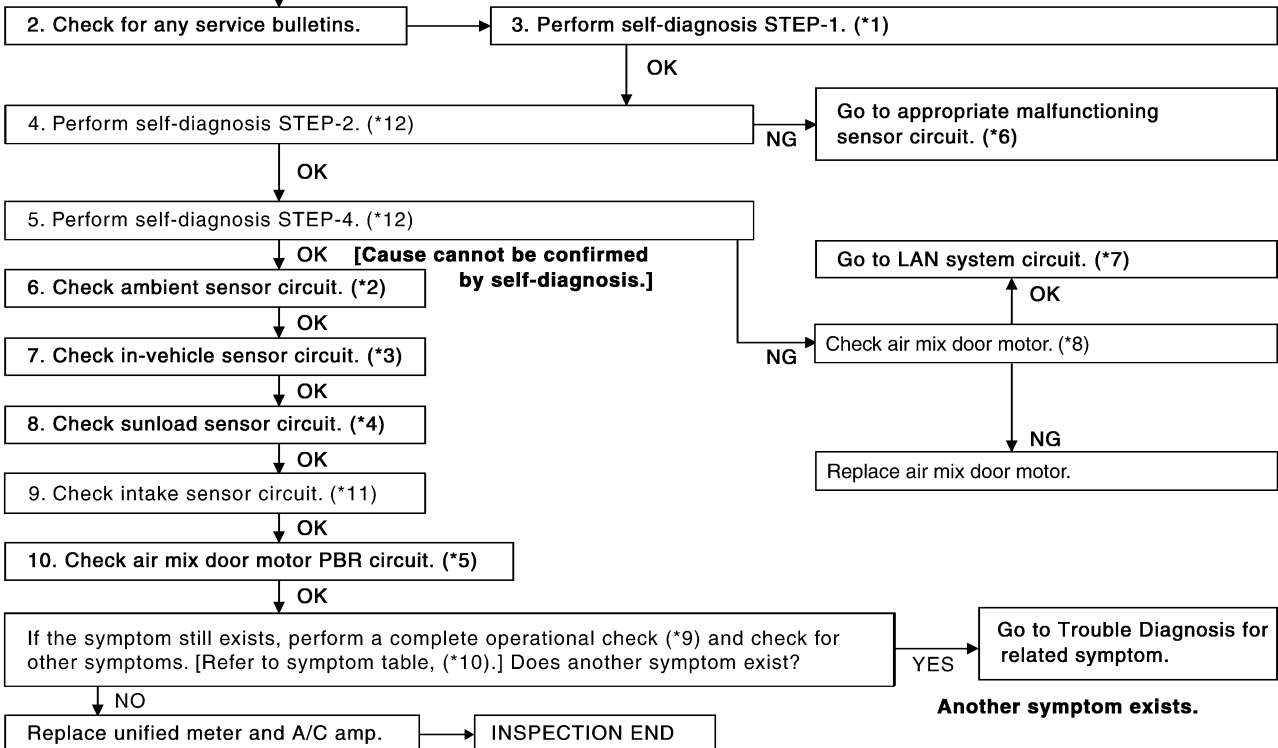 2. Check for any service bulletins.
3. Perform self-diagnosis STEP-1. (*1)
OK
4. Perform self-diagnosis STEP-2. (*12)
NG
Go to appropriate malfunctioning
sensor circuit. (*6)
OK
5. Perform self-diagnosis STEP-4. (*12)
OK
[Cause cannot be confirmed
by self-diagnosis.]
Go to LAN system circuit. (*7)
OK
NG
Check air mix door motor. (*8)
NG
Replace air mix door motor.
6. Check ambient sensor circuit. (*2)
OK
7. Check in-vehicle sensor circuit. (*3)
OK
8. Check sunload sensor circuit. (*4)
OK
9. Check intake sensor circuit. (*11)
OK
10. Check air mix door motor PBR circuit. (*5)
OK
If the symptom still exists, perform a complete operational check (*9) and check for
other symptoms. [Refer to symptom table, (*10).] Does another symptom exist?
YES
Go to Trouble Diagnosis for
related symptom.
Another symptom exists.
NO
Replace unified meter and A/C amp.
INSPECTION END